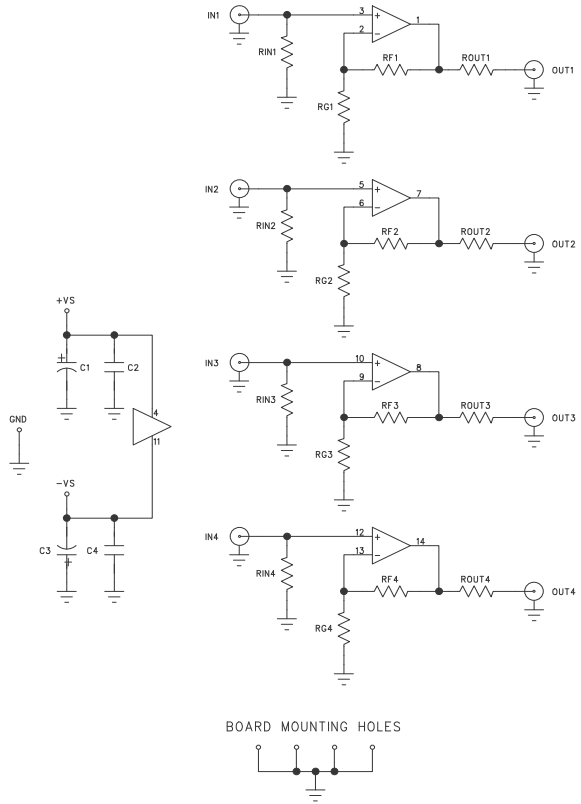 IN1
3
+
1
2
−
RIN1
RF1
ROUT1
OUT1
RG1
IN2
5
+
7
6
−
RIN2
RF2
ROUT2
OUT2
RG2
+VS
+
C1
C2
IN3
10
+
8
9
−
RIN3
RF3
ROUT3
OUT3
RG3
GND
4
11
−VS
C3
+
C4
IN4
12
+
14
13
−
RIN4
RF4
ROUT4
OUT4
RG4
BOARD MOUNTING HOLES